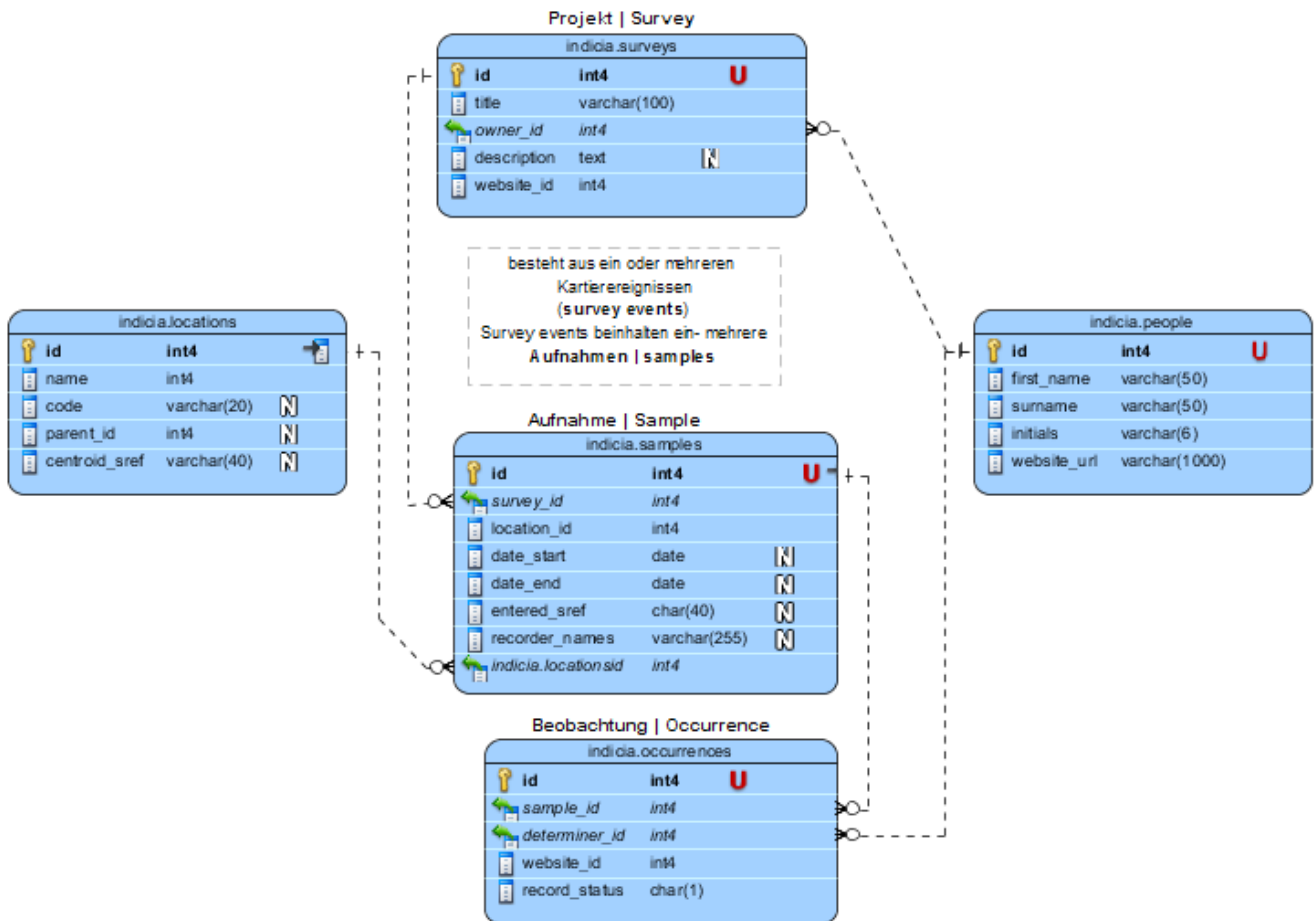 Projekt | Survey
indicia.surveys
id int4 U
title varchar(100)
owner_id int4
description text N
website_id int4
besteht aus ein oder mehreren
Kartierereignissen
(survey events)
Survey events beinhalten ein- mehrere
Aufnahmen | samples
indicia.locations
id int4
name int4
code varchar(20) N
parent_id int4 N
centroid_sref varchar(40) N
indicia.people
id int4 U
first_name varchar(50)
surname varchar(50)
initials varchar(6)
website_url varchar(1000)
Aufnahme | Sample
indicia.samples
id int4 U
survey_id int4
location_id int4
date_start date N
date_end date N
entered_sref char(40) N
recorder_names varchar(255) N
indicia.locationsid int4
Beobachtung | Occurrence
indicia.occurrences
id int4 U
sample_id int4
determiner_id int4
website_id int4
record_status char(1)